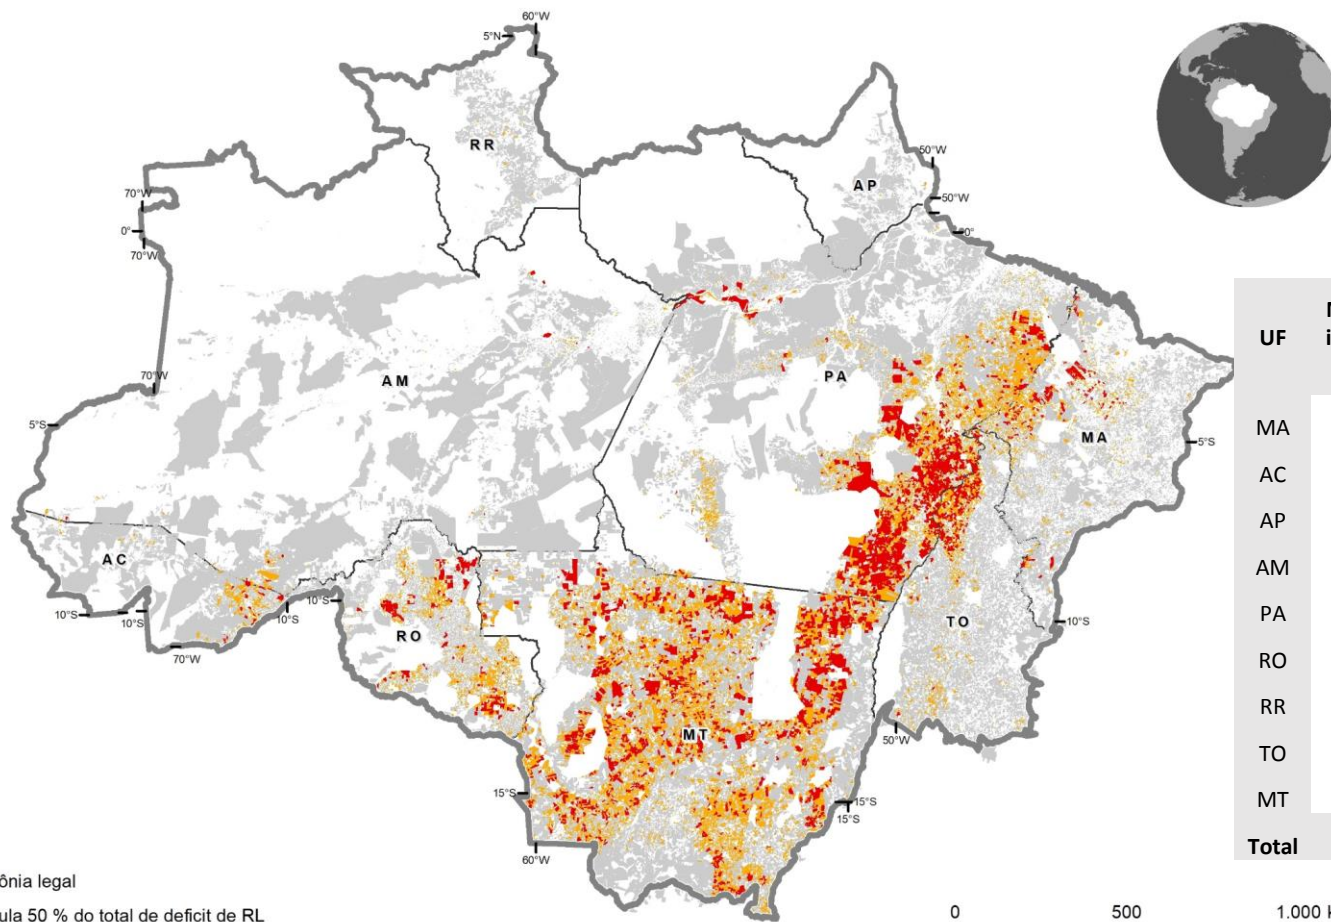 60°W
5°N
RR
50°W
AP
50°W
0°
70°W
0°
70°W
UF
AM
70°W
PA
MA
5°S
5°S
MA
AC
AP
AM
PA
RO
RR
TO
MT
Total
AC
10°S
10°S
10°S
10°S
RO
TO
10°S
70°W
MT
50°W
15°S
15°S
15°S
60°W
ônia legal
ula 50 % do total de deficit de RL
0
500
1.000